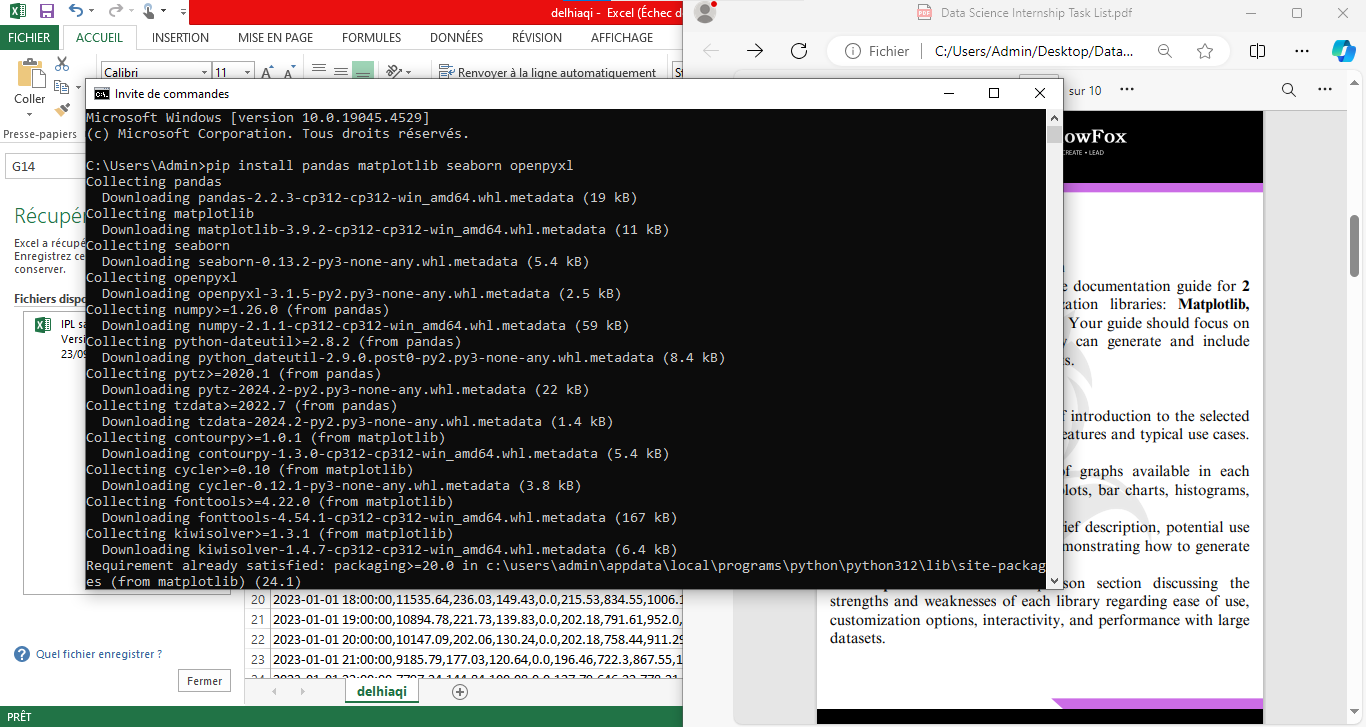 delhiaqi - Excel (Échec d
FICHIER ACCUEIL INSERTION MISE EN PAGE FORMULES DONNÉES RÉVISION AFFICHAGE
Coller
Calibri 11
Renvoyer à la ligne automatiquement
Presse-papiers
G14
Récupé
Excel a récupé
Enregistrez ce
conserver.
Fichiers dispo
IPL sa
Versi
23/09
Quel fichier enregistrer ?
Fermer
Invite de commandes
Microsoft Windows [version 10.0.19045.4529]
(c) Microsoft Corporation. Tous droits réservés.
C:\Users\Admin>pip install pandas matplotlib seaborn openpyxl
Collecting pandas
Downloading pandas-2.2.3-cp312-cp312-win_amd64.whl.metadata (19 kB)
Collecting matplotlib
Downloading matplotlib-3.9.2-cp312-cp312-win_amd64.whl.metadata (11 kB)
Collecting seaborn
Downloading seaborn-0.13.2-py3-none-any.whl.metadata (5.4 kB)
Collecting openpyxl
Downloading openpyxl-3.1.5-py2.py3-none-any.whl.metadata (2.5 kB)
Collecting numpy>=1.26.0 (from pandas)
Downloading numpy-2.1.1-cp312-cp312-win_amd64.whl.metadata (59 kB)
Collecting python-dateutil>=2.8.2 (from pandas)
Downloading python_dateutil-2.9.0.post0-py2.py3-none-any.whl.metadata (8.4 kB)
Collecting pytz>=2020.1 (from pandas)
Downloading pytz-2024.2-py2.py3-none-any.whl.metadata (22 kB)
Collecting tzdata>=2022.7 (from pandas)
Downloading tzdata-2024.2-py2.py3-none-any.whl.metadata (1.4 kB)
Collecting contourpy>=1.0.1 (from matplotlib)
Downloading contourpy-1.3.0-cp312-cp312-win_amd64.whl.metadata (5.4 kB)
Collecting cycler>=0.10 (from matplotlib)
Downloading cycler-0.12.1-py3-none-any.whl.metadata (3.8 kB)
Collecting fonttools>=4.22.0 (from matplotlib)
Downloading fonttools-4.54.1-cp312-cp312-win_amd64.whl.metadata (167 kB)
Collecting kiwisolver>=1.3.1 (from matplotlib)
Downloading kiwisolver-1.4.7-cp312-cp312-win_amd64.whl.metadata (6.4 kB)
Requirement already satisfied: packaging>=20.0 in c:\users\admin\appdata\local\programs\python\python312\lib\site-packag
es (from matplotlib) (24.1)
20 2023-01-01 18:00:00,11535.64,236.03,149.43,0.0,215.53,834.55,1006.1
21 2023-01-01 19:00:00,10894.78,221.73,139.83,0.0,202.18,791.61,952.0,
22 2023-01-01 20:00:00,10147.09,202.06,130.24,0.0,202.18,758.44,911.29
23 2023-01-01 21:00:00,9185.79,177.03,120.64,0.0,196.46,722.3,867.55,1
delhiaqi
PRÊT
Data Science Internship Task List.pdf
Fichier C:/Users/Admin/Desktop/Data...
sur 10
owFox
CREATE • LEAD
e documentation guide for 2
ation libraries: Matplotlib,
Your guide should focus on
y can generate and include
s.
f introduction to the selected
eatures and typical use cases.
of graphs available in each
lots, bar charts, histograms,
ief description, potential use
monstrating how to generate
son section discussing the
strengths and weaknesses of each library regarding ease of use,
customization options, interactivity, and performance with large
datasets.